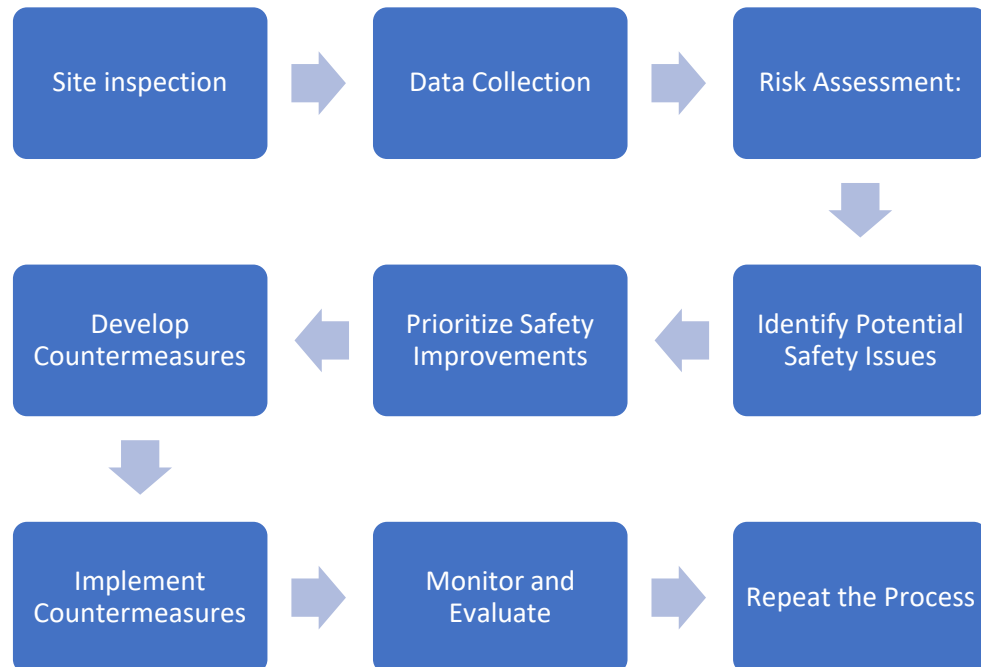 Site inspection
Data Collection
Risk Assessment:
Identify Potential
Safety Issues
Prioritize Safety
Improvements
Develop
Countermeasures
Implement
Countermeasures
Monitor and
Evaluate
Repeat the Process